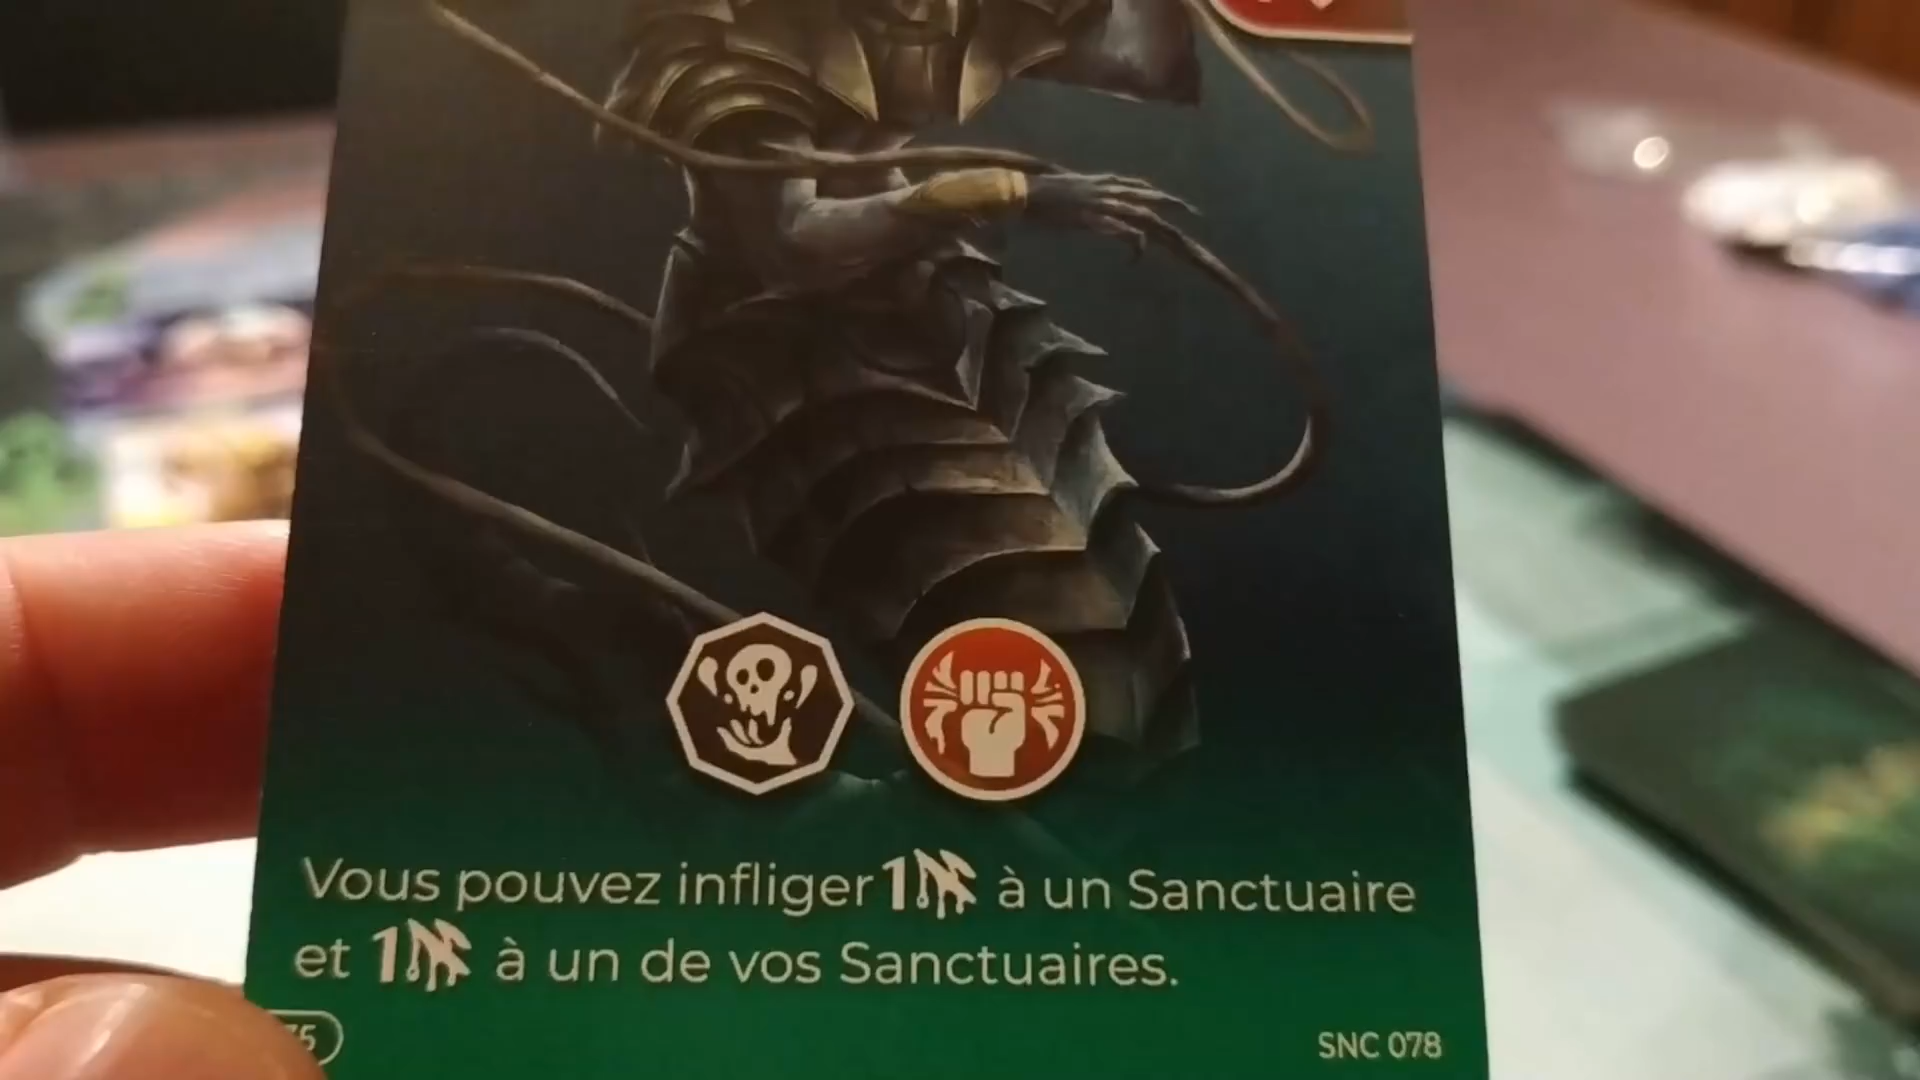 Vous pouvez infliger 1 à un Sanctuaire
et 1 à un de vos Sanctuaires.
SNC 078